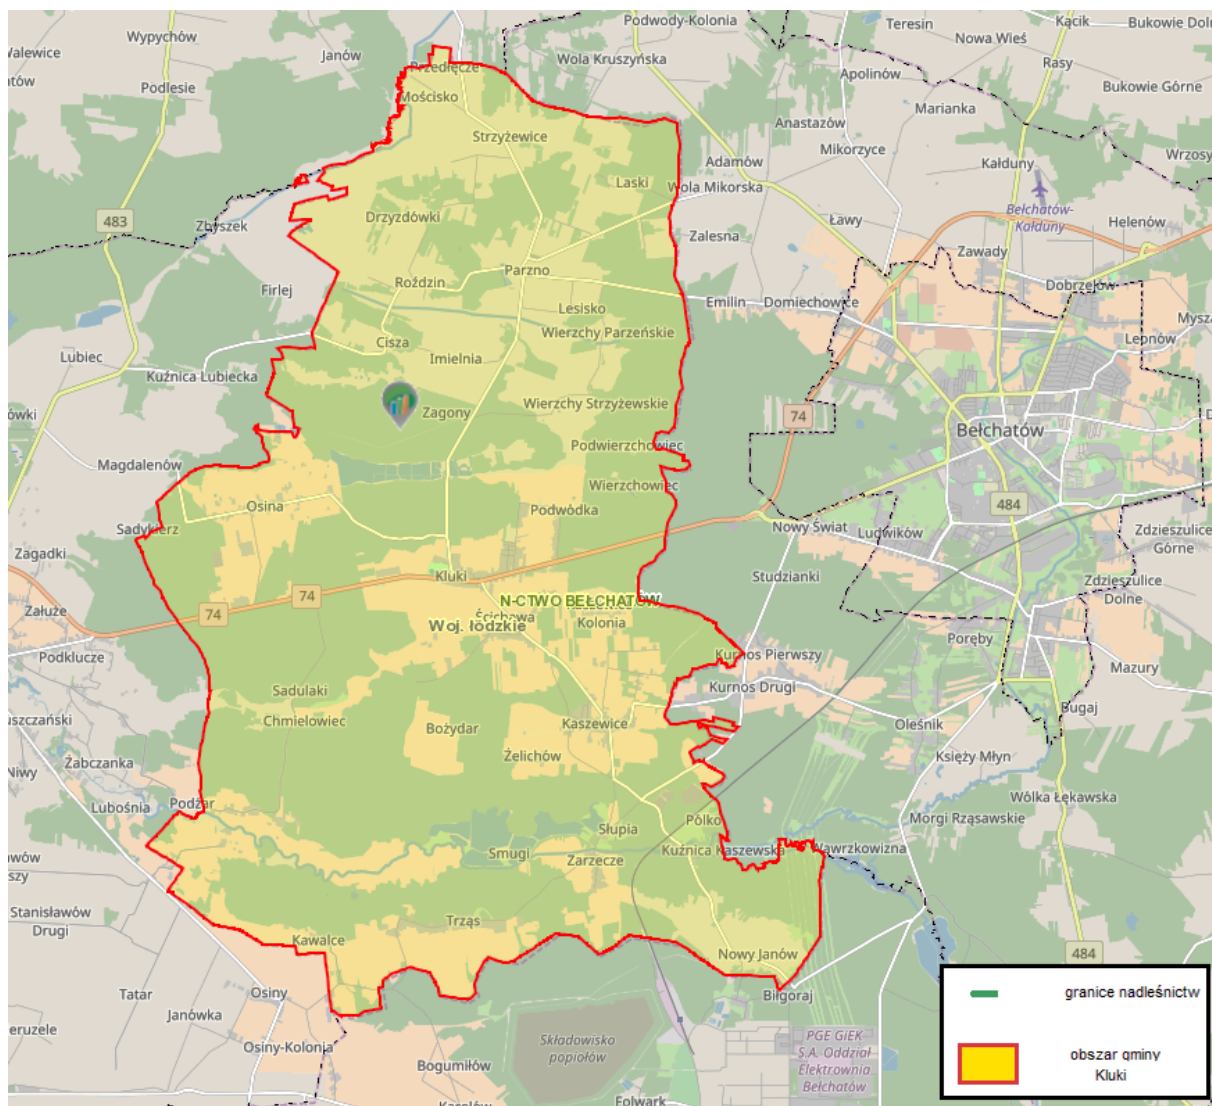 Podwody-Kolonia
Teresin
Kącik
Bukowie Doln
Wypychów
Nowa Wieś
Walewice
Janów
Wola Kruszyńska
Rasy
Przedłęcze
Apolinów
Podlesie
Bukowie Górne
Mościsko
Marianka
Anastazów
Strzyżewice
Mikorzyce
Wrzosy
Adamów
Kałduny
Laski
Wola Mikorska
Drzyzdówki
Bełchatów-
Kałduny
483
Zbyszek
Ławy
Helenów
Zalesna
Zawady
Parzno
Rożdzin
Firlej
Dobrzelów
Emilin
Domiechowice
Lesisko
Mysza
Wierzchy Parzeńskie
Cisza
Lepnów
Imielnia
Lubiec
Kuźnica Lubiecka
Wierzchy Strzyżewskie
Zagony
ówki
74
Bełchatów
Podwierzchowiec
Magdalenów
Wierzchowiec
Osina
Podwódka
484
Sadykierz
Nowy Świat
Ludwików
Zdzieszulice
Górne
Zagadki
Kluki
Studzianki
Zdzieszulice
Dolne
74
74
N-CTWO BEŁCHATÓW
Załuże
Ścichawa
Kolonia
Woj. łódzkie
Poręby
Podklucze
Kurnos Pierwszy
Mazury
Sadulaki
Kurnos Drugi
Bugaj
uszczański
Chmielowiec
Kaszewice
Oleśnik
Bożydar
Żelichów
Księży Młyn
Żabczanka
Niwy
Wólka Łękawska
Lubośnia
Podżar
Morgi Rząsawskie
Pólko
Słupia
Kuźnica Kaszewska
Wawrzkowizna
Smugi
Zarzecze
Stanisławów
Drugi
Trząs
Kawalce
Nowy Janów
484
Tatar
Osiny
Biłgoraj
granice nadleśnictw
Janówka
Składowisko
popiołów
PGE GiEK
S.A. Oddział
Elektrownia
Bełchatów
Osiny-Kolonia
obszar gminy
Kluki
Bogumiłów
Folwark